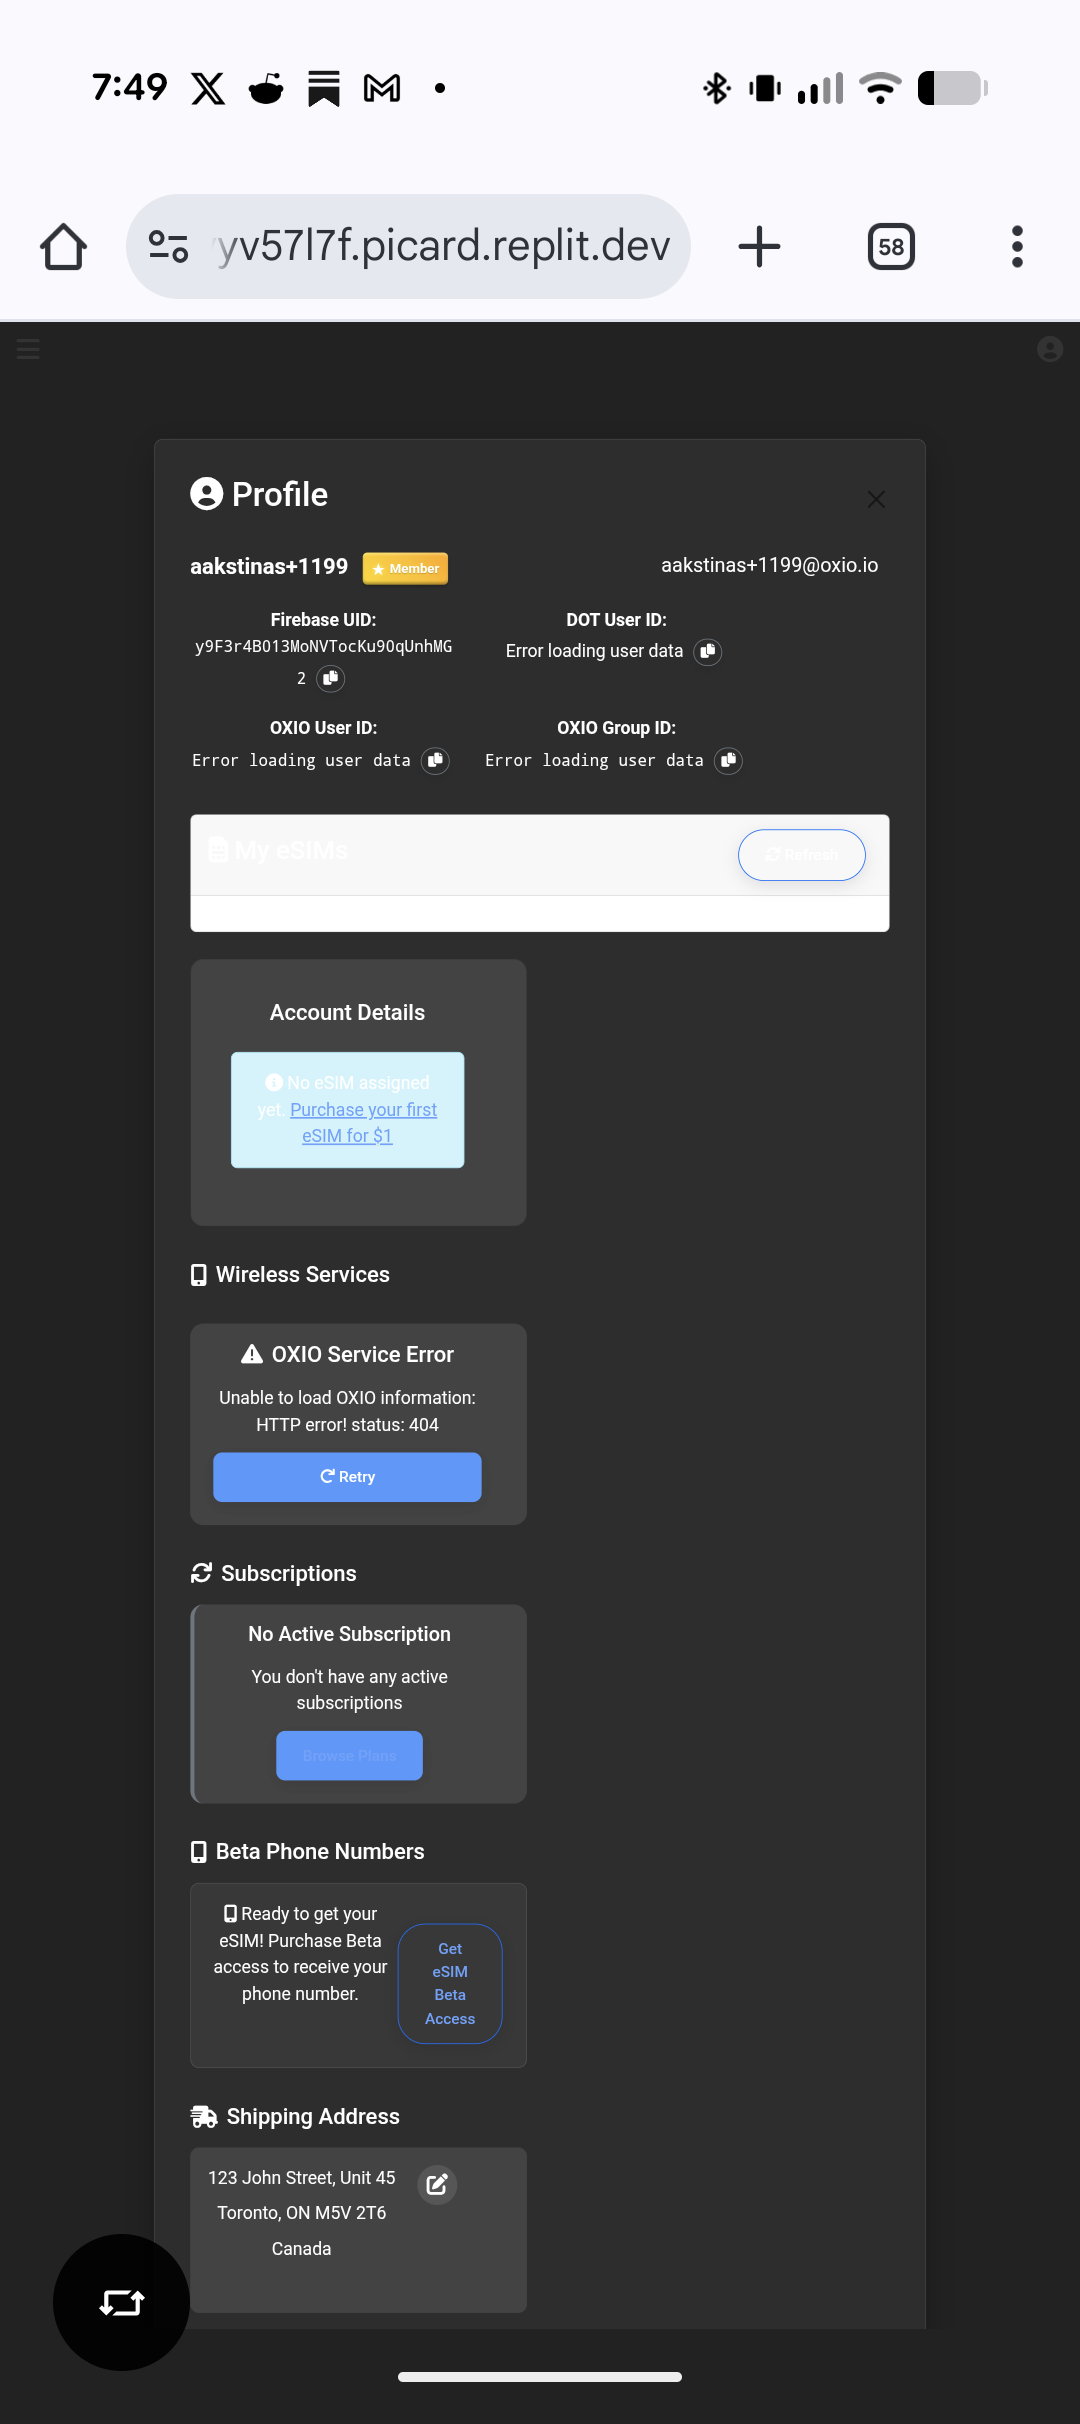 7:49
yv57l7f.picard.replit.dev
58
Profile
aakstinas+1199
Member
aakstinas+1199@oxio.io
Firebase UID:
y9F3r4BO13MoNVTocKu90qUnhMG
2
DOT User ID:
Error loading user data
OXIO User ID:
Error loading user data
OXIO Group ID:
Error loading user data
My eSIMs
Refresh
Account Details
No eSIM assigned
yet. Purchase your first
eSIM for $1
Wireless Services
OXIO Service Error
Unable to load OXIO information:
HTTP error! status: 404
Retry
Subscriptions
No Active Subscription
You don't have any active
subscriptions
Browse Plans
Beta Phone Numbers
Ready to get your
eSIM! Purchase Beta
access to receive your
phone number.
Get
eSIM
Beta
Access
Shipping Address
123 John Street, Unit 45
Toronto, ON M5V 2T6
Canada